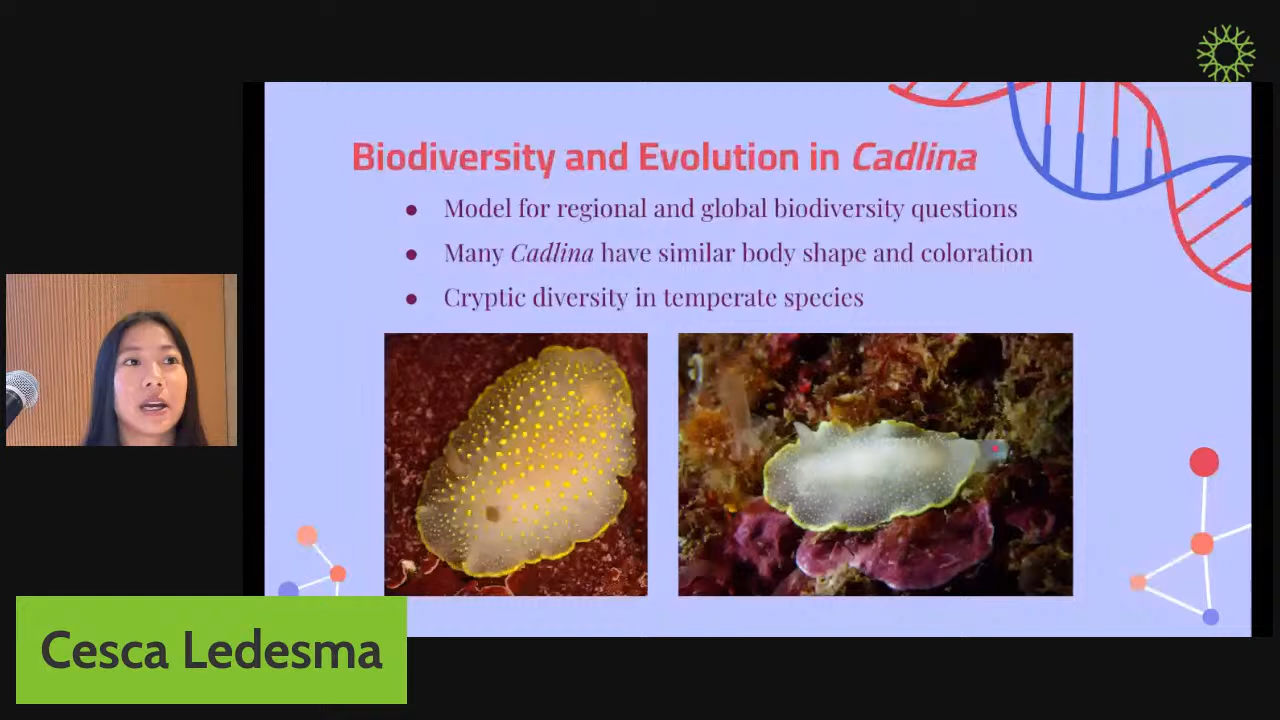 Biodiversity and Evolution in Cadlina
● Model for regional and global biodiversity questions
● Many Cadlina have similar body shape and coloration
● Cryptic diversity in temperate species
Cesca Ledesma